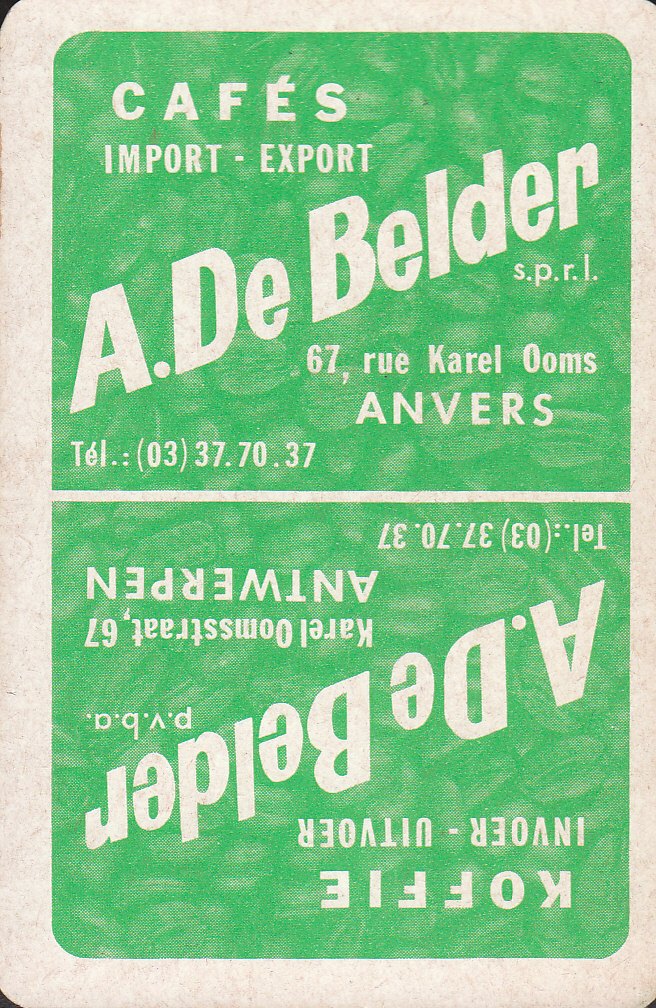 CAFÉS
IMPORT - EXPORT
A. De Belder
s.p.r.l.
67, rue Karel Ooms
ANVERS
Tél.: (03) 37.70.37
KOFFIE
INVOER - UITVOER
A. De Belder
p.v.b.a.
Karel Oomsstraat, 67
ANTWERPEN
Tel.: (03) 37.70.37